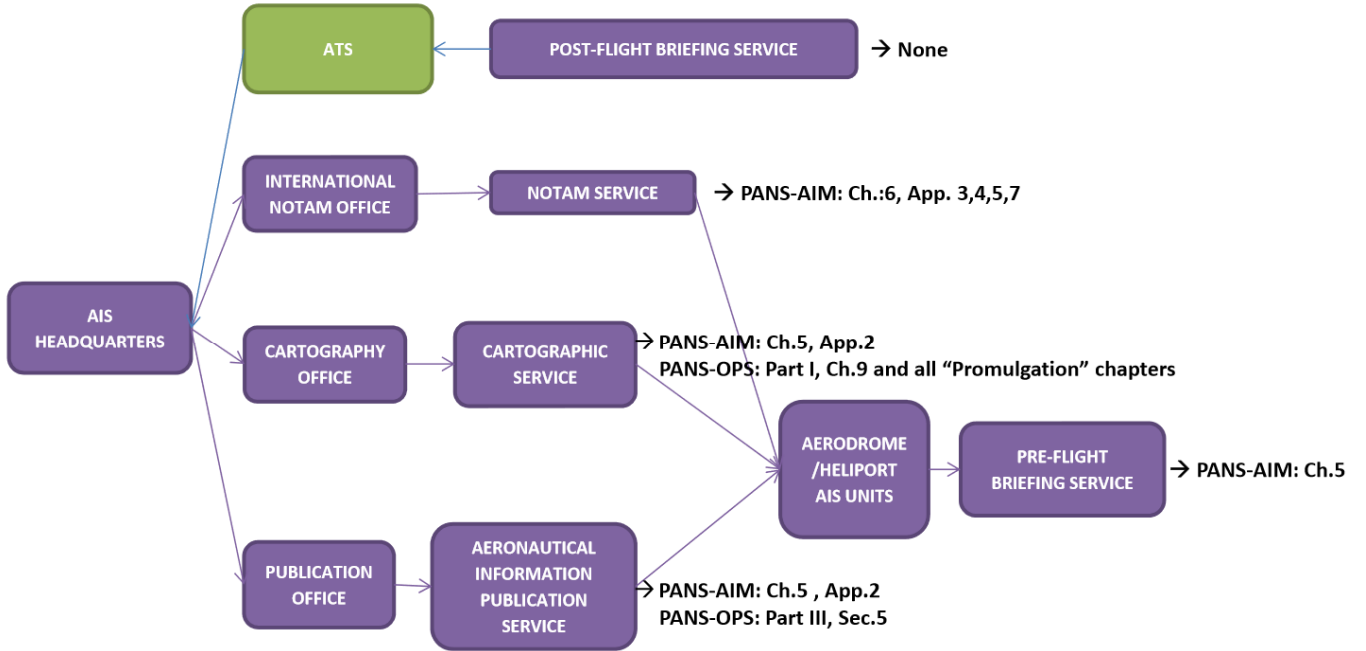 ATS
POST-FLIGHT BRIEFING SERVICE
→ None
INTERNATIONAL
NOTAM OFFICE
NOTAM SERVICE
→ PANS-AIM: Ch.:6, App. 3,4,5,7
AIS
HEADQUARTERS
CARTOGRAPHY
OFFICE
CARTOGRAPHIC
SERVICE
→ PANS-AIM: Ch.5, App.2
PANS-OPS: Part I, Ch.9 and all “Promulgation” chapters
AERODROME
/HELIPORT
AIS UNITS
PRE-FLIGHT
BRIEFING SERVICE
→ PANS-AIM: Ch.5
PUBLICATION
OFFICE
AERONAUTICAL
INFORMATION
PUBLICATION
SERVICE
→ PANS-AIM: Ch.5 , App.2
PANS-OPS: Part III, Sec.5